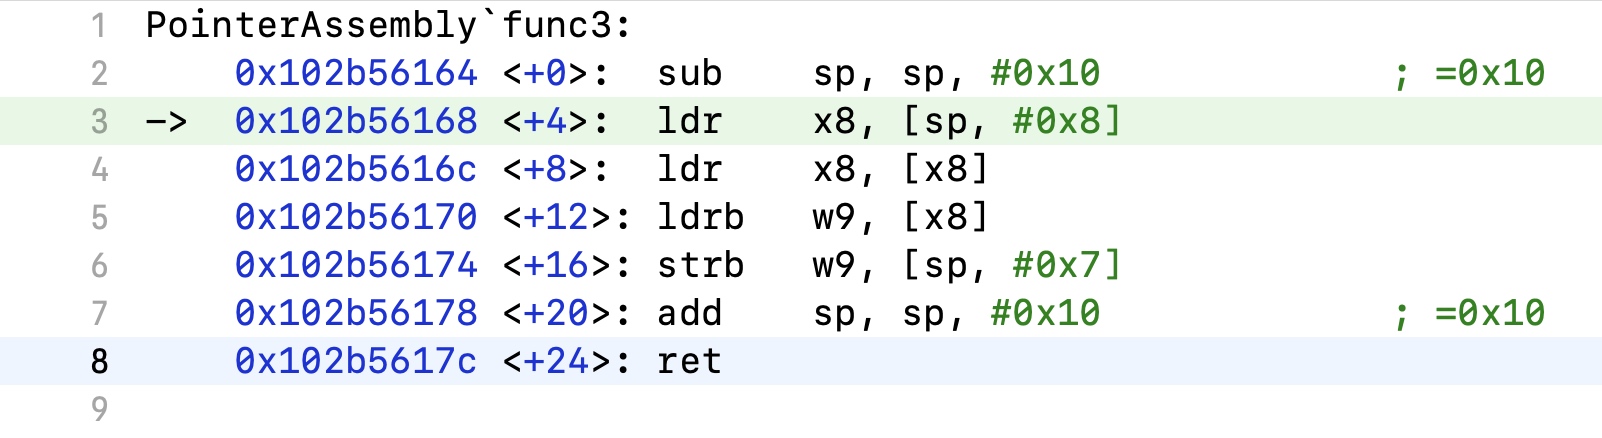 1 PointerAssembly`func3:
2 0x102b56164 <+0>: sub sp, sp, #0x10 ; =0x10
3 -> 0x102b56168 <+4>: ldr x8, [sp, #0x8]
4 0x102b5616c <+8>: ldr x8, [x8]
5 0x102b56170 <+12>: ldrb w9, [x8]
6 0x102b56174 <+16>: strb w9, [sp, #0x7]
7 0x102b56178 <+20>: add sp, sp, #0x10 ; =0x10
8 0x102b5617c <+24>: ret
9